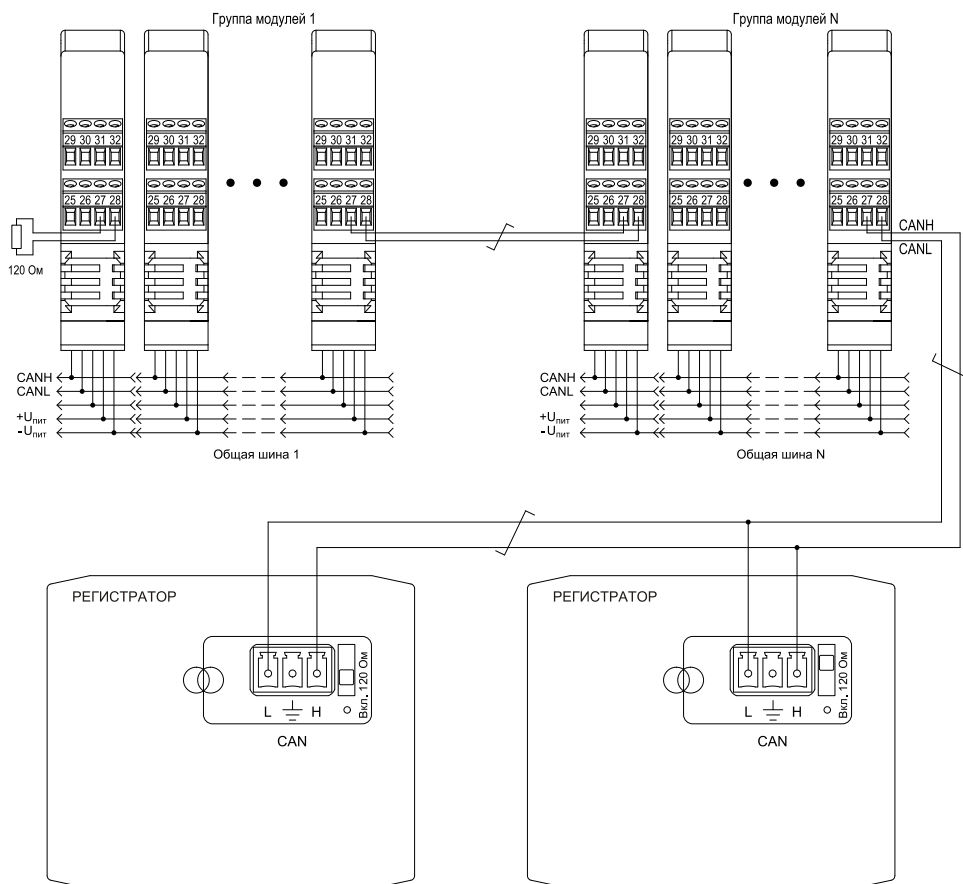 Группа модулей 1
Группа модулей N
29 30 31 32
29 30 31 32
29 30 31 32
29 30 31 32
29 30 31 32
29 30 31 32
25 26 27 28
25 26 27 28
25 26 27 28
25 26 27 28
25 26 27 28
25 26 27 28
CANH
CANL
120 Ом
CANH
CANL
+Uпит
-Uпит
CANH
CANL
+Uпит
-Uпит
Общая шина 1
Общая шина N
РЕГИСТРАТОР
РЕГИСТРАТОР
L H
Вкл. 120 Ом
CAN
L H
Вкл. 120 Ом
CAN